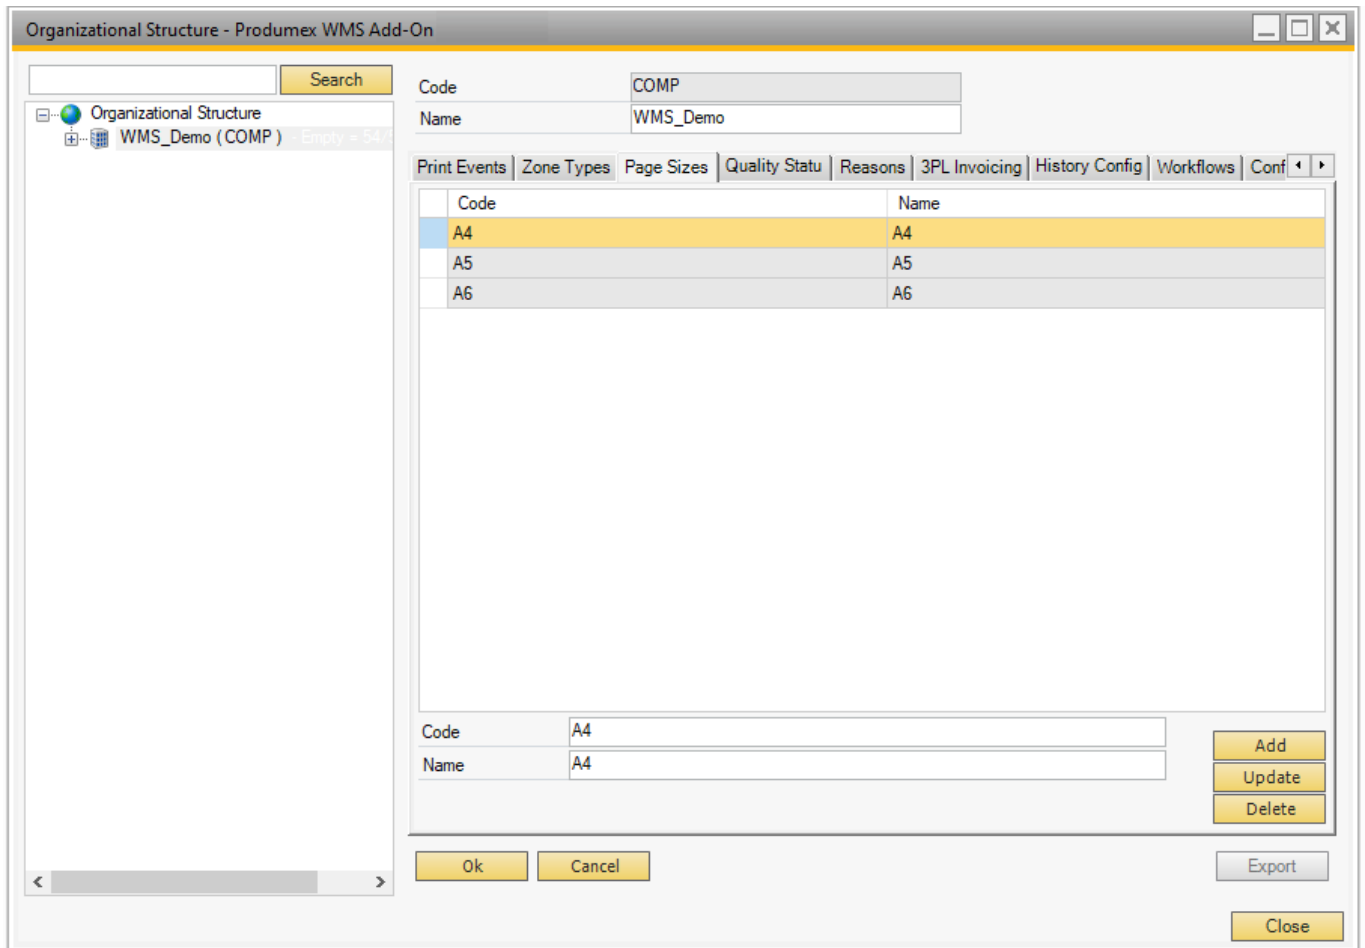 Organizational Structure - Produmex WMS Add-On
Search
Organizational Structure
WMS_Demo ( COMP ) - Empty = 54/
Code COMP
Name WMS_Demo
Print Events Zone Types Page Sizes Quality Statu Reasons 3PL Invoicing History Config Workflows Conf
Code Name
A4 A4
A5 A5
A6 A6
Code A4
Name A4
Add
Update
Delete
Ok Cancel Export
Close